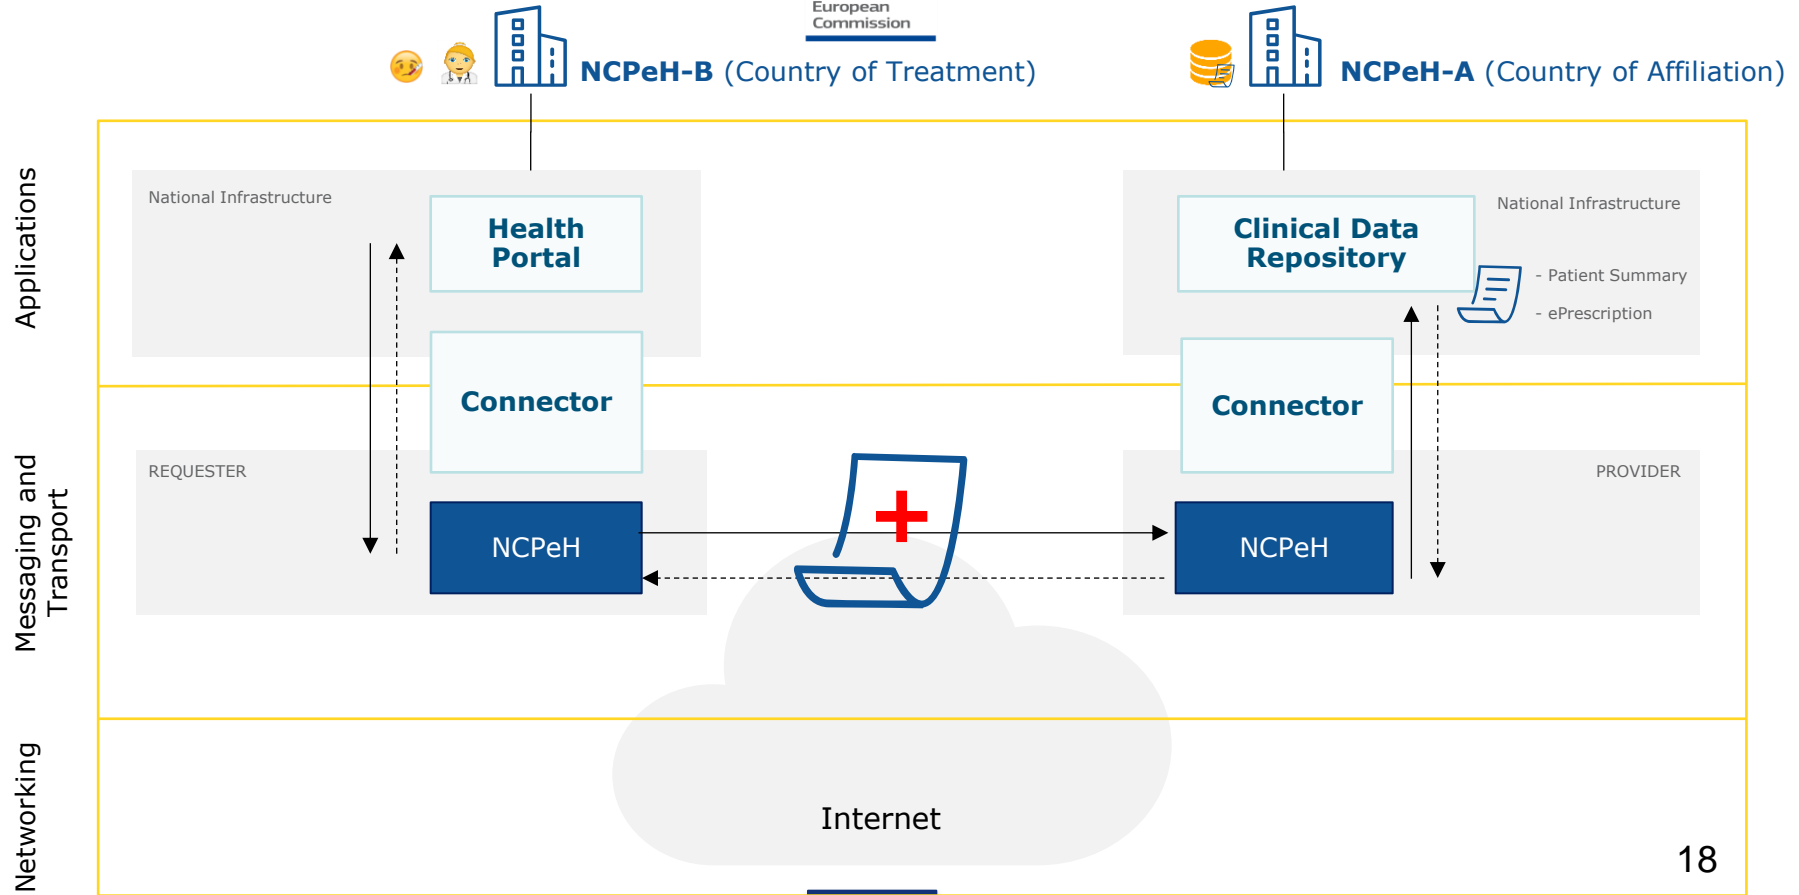 European
Commission
NCPeH-B (Country of Treatment)
NCPeH-A (Country of Affiliation)
Applications
National Infrastructure
Health
Portal
Clinical Data
Repository
National Infrastructure
- Patient Summary
- ePrescription
Connector
Connector
Messaging and
Transport
REQUESTER
PROVIDER
NCPeH
NCPeH
Networking
Internet
18